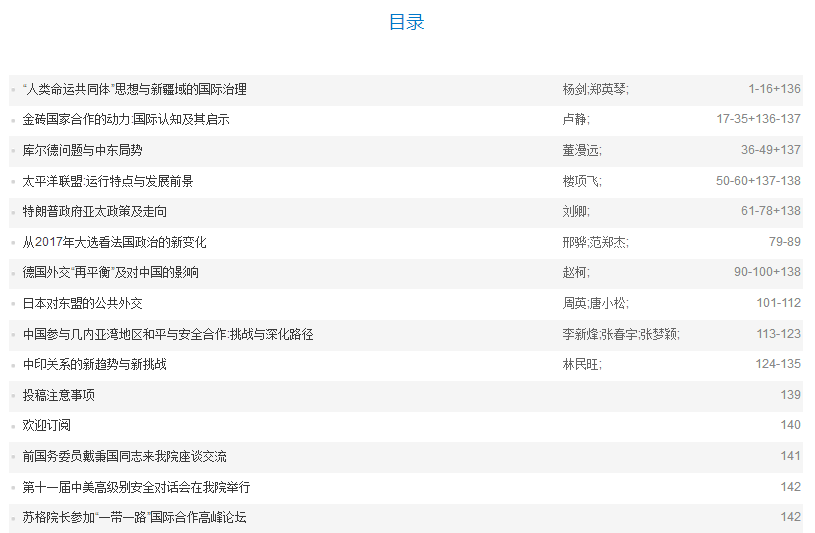 目录
“人类命运共同体”思想与新疆域的国际治理 杨剑;郑英琴; 1-16+136
金砖国家合作的动力:国际认知及其启示 卢静; 17-35+136-137
库尔德问题与中东局势 董漫远; 36-49+137
太平洋联盟:运行特点与发展前景 楼项飞; 50-60+137-138
特朗普政府亚太政策及走向 刘卿; 61-78+138
从2017年大选看法国政治的新变化 邢骅;范郑杰; 79-89
德国外交“再平衡”及对中国的影响 赵柯; 90-100+138
日本对东盟的公共外交 周英;唐小松; 101-112
中国参与几内亚湾地区和平与安全合作:挑战与深化路径 李新烽;张春宇;张梦颖; 113-123
中印关系的新趋势与新挑战 林民旺; 124-135
投稿注意事项 139
欢迎订阅 140
前国务委员戴秉国同志来我院座谈交流 141
第十一届中美高级别安全对话会在我院举行 142
苏格院长参加“一带一路”国际合作高峰论坛 142